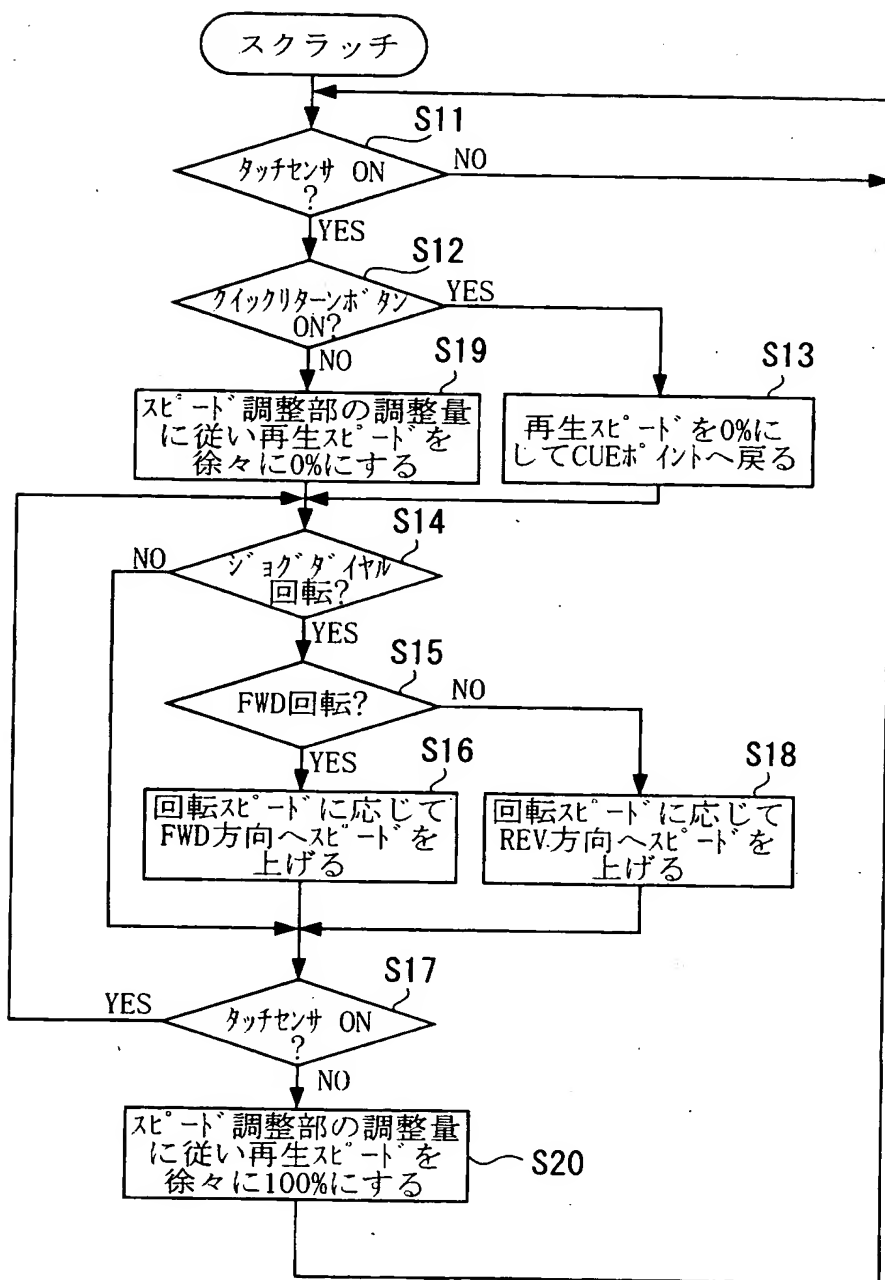 スクラッチ
S11
ﾀｯﾁｾﾝｻ ON
?
NO
YES
S12
ｸｲｯｸﾘﾀｰﾝﾎﾞﾀﾝ
ON?
YES
NO
S19
ｽﾋﾟｰﾄﾞ調整部の調整量
に従い再生ｽﾋﾟｰﾄﾞを
徐々に0%にする
S13
再生ｽﾋﾟｰﾄﾞを0%に
してCUEﾎﾟｲﾝﾄへ戻る
S14
NO
ｼﾞｮｸﾞﾀﾞｲﾔﾙ
回転?
YES
S15
FWD回転?
NO
YES
S16
回転ｽﾋﾟｰﾄﾞに応じて
FWD方向へｽﾋﾟｰﾄﾞを
上げる
S18
回転ｽﾋﾟｰﾄﾞに応じて
REV.方向へｽﾋﾟｰﾄﾞを
上げる
S17
YES
ﾀｯﾁｾﾝｻ ON
?
NO
ｽﾋﾟｰﾄﾞ調整部の調整量
に従い再生ｽﾋﾟｰﾄﾞを
徐々に100%にする
S20